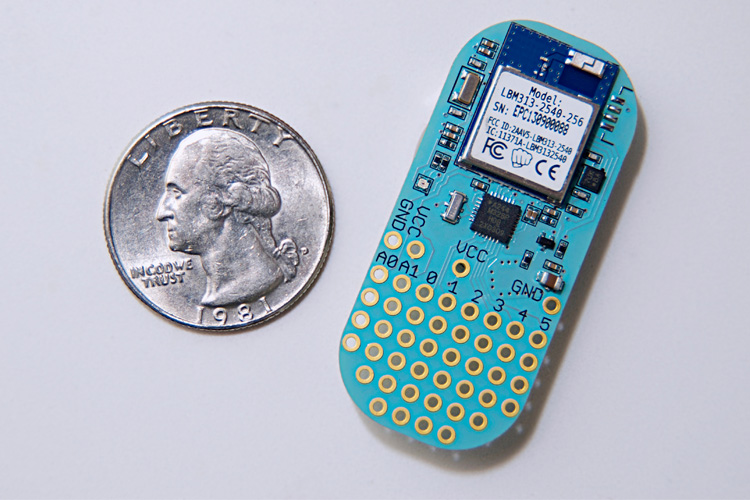 LIBERTY
IN GOD WE
TRUST
P
1981
Model:
LBM313-2540-256
SN: EPC130900088
FCC ID:2AAV5-LBM313-2540
IC:11371A-LBM3132540
FC CE
GND
VCC
VCC
GND
A0 A1 0 1 2 3 4 5